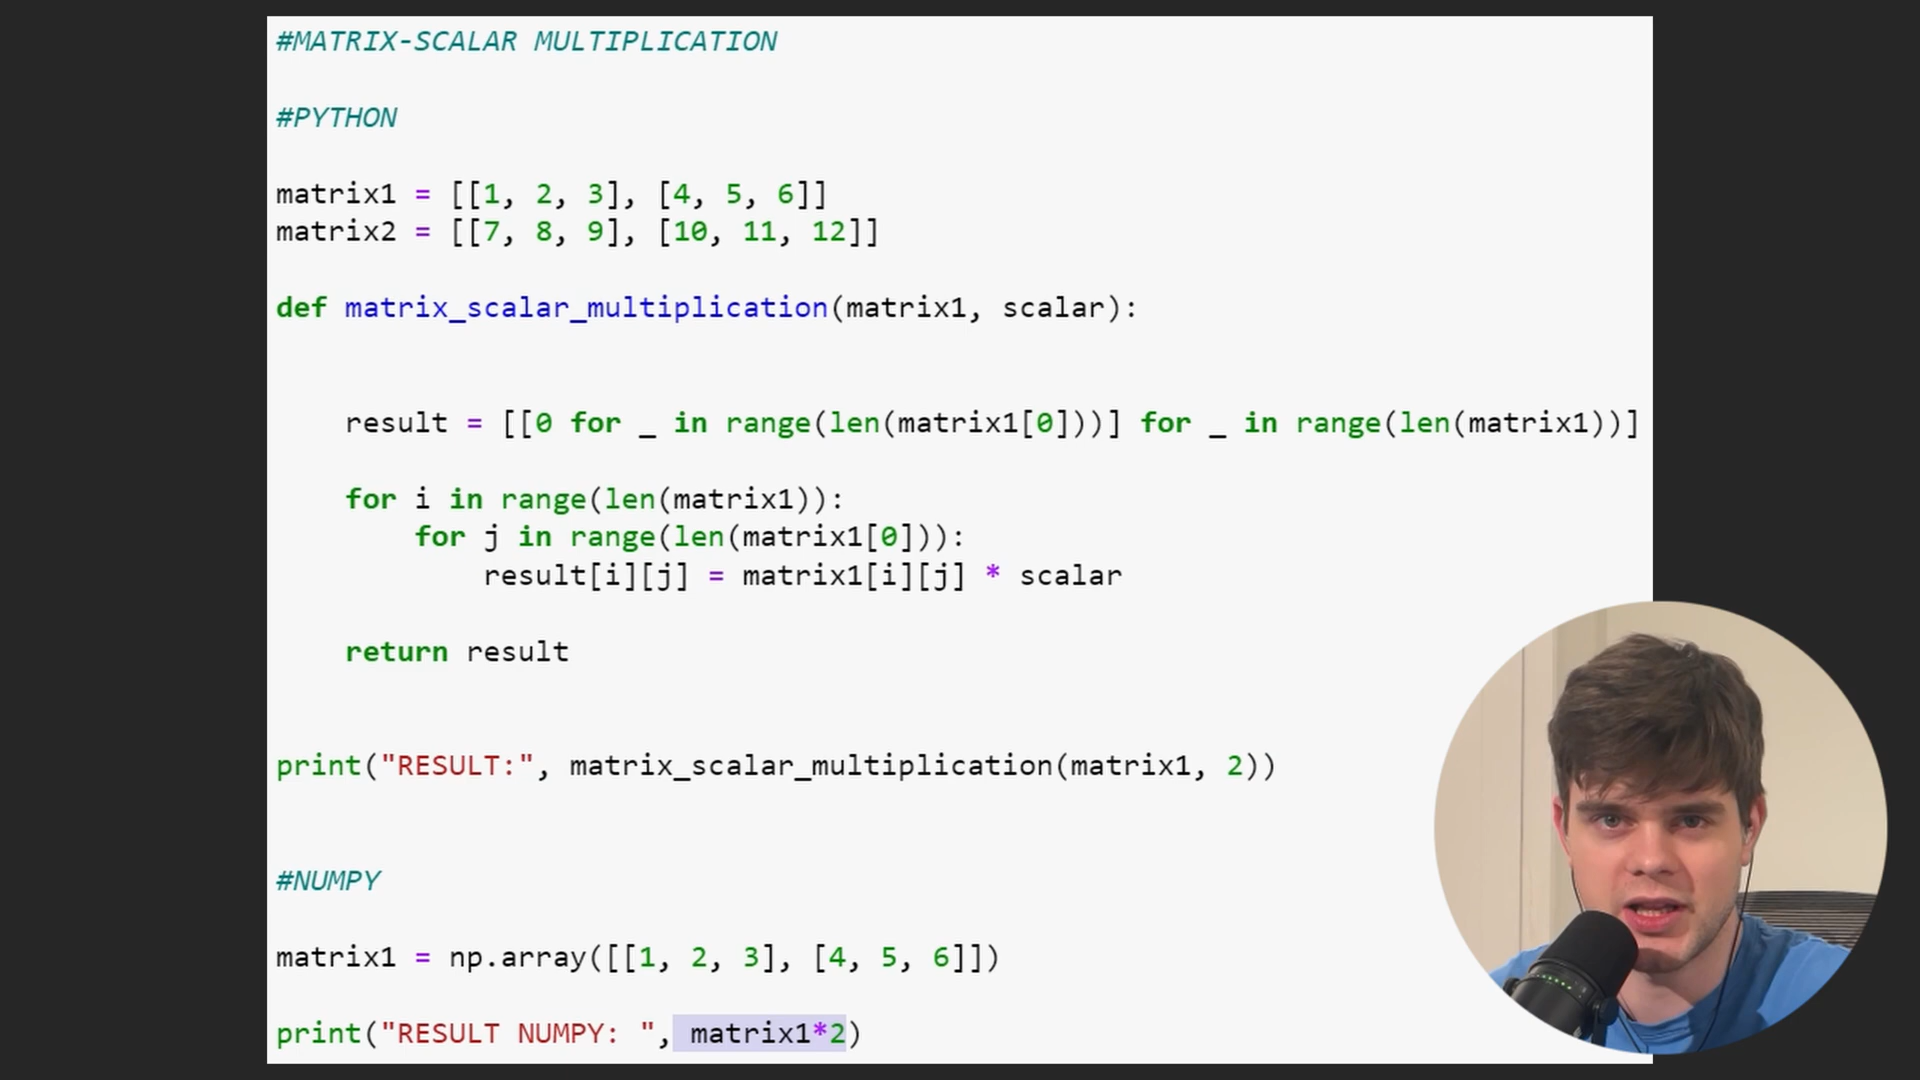 #MATRIX-SCALAR MULTIPLICATION
#PYTHON
matrix1 = [[1, 2, 3], [4, 5, 6]]
matrix2 = [[7, 8, 9], [10, 11, 12]]
def matrix_scalar_multiplication(matrix1, scalar):
    result = [[0 for _ in range(len(matrix1[0]))] for _ in range(len(matrix1))]
    for i in range(len(matrix1)):
        for j in range(len(matrix1[0])):
            result[i][j] = matrix1[i][j] * scalar
    return result
print("RESULT:", matrix_scalar_multiplication(matrix1, 2))
#NUMPY
matrix1 = np.array([[1, 2, 3], [4, 5, 6]])
print("RESULT NUMPY: ", matrix1*2)